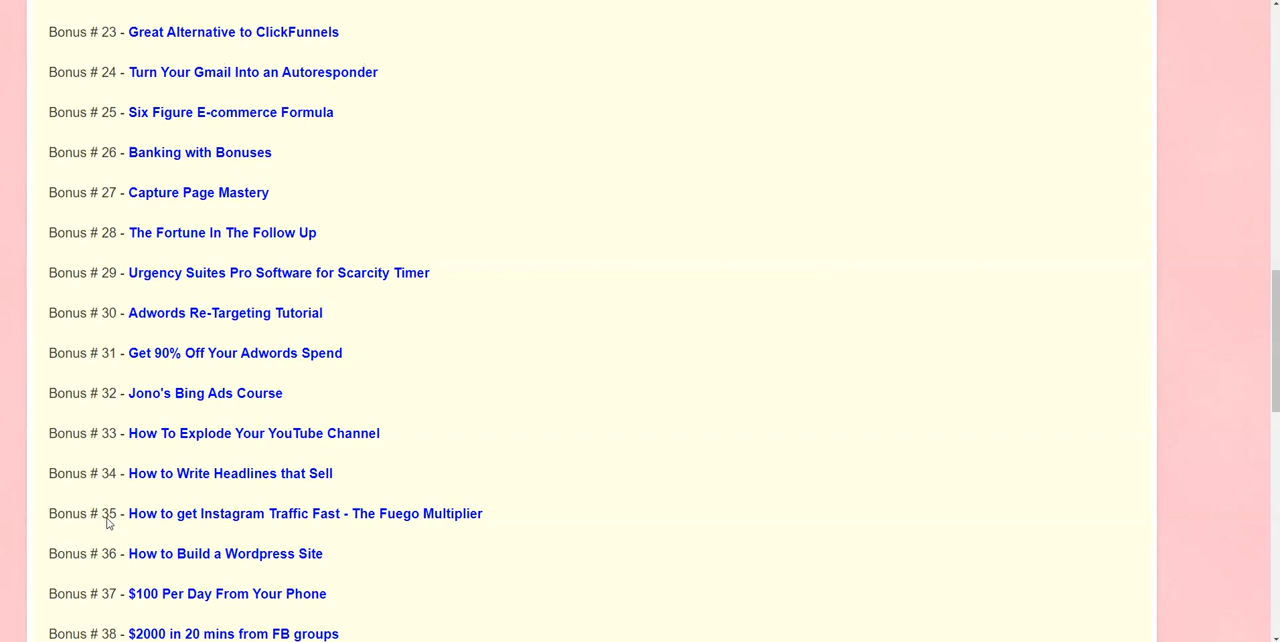 Bonus # 23 - Great Alternative to ClickFunnels
Bonus # 24 - Turn Your Gmail Into an Autoresponder
Bonus # 25 - Six Figure E-commerce Formula
Bonus # 26 - Banking with Bonuses
Bonus # 27 - Capture Page Mastery
Bonus # 28 - The Fortune In The Follow Up
Bonus # 29 - Urgency Suites Pro Software for Scarcity Timer
Bonus # 30 - Adwords Re-Targeting Tutorial
Bonus # 31 - Get 90% Off Your Adwords Spend
Bonus # 32 - Jono's Bing Ads Course
Bonus # 33 - How To Explode Your YouTube Channel
Bonus # 34 - How to Write Headlines that Sell
Bonus # 35 - How to get Instagram Traffic Fast - The Fuego Multiplier
Bonus # 36 - How to Build a Wordpress Site
Bonus # 37 - $100 Per Day From Your Phone
Bonus # 38 - $2000 in 20 mins from FB groups